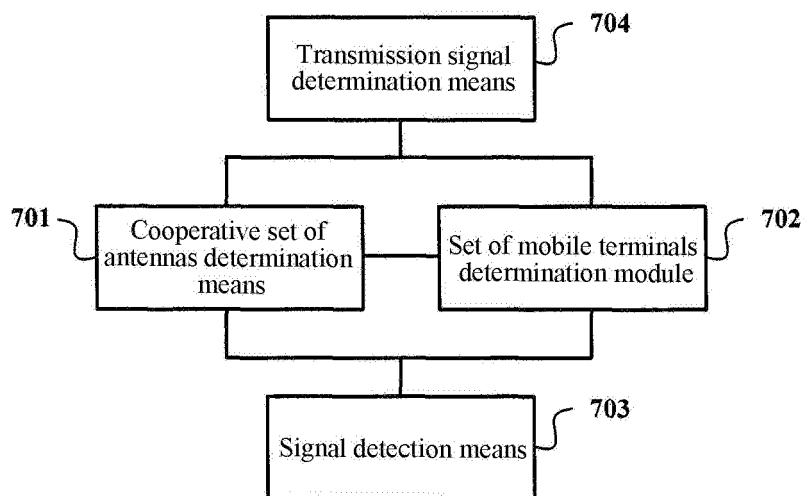 704
Transmission signal
determination means
701
Cooperative set of
antennas determination
means
702
Set of mobile terminals
determination module
703
Signal detection means